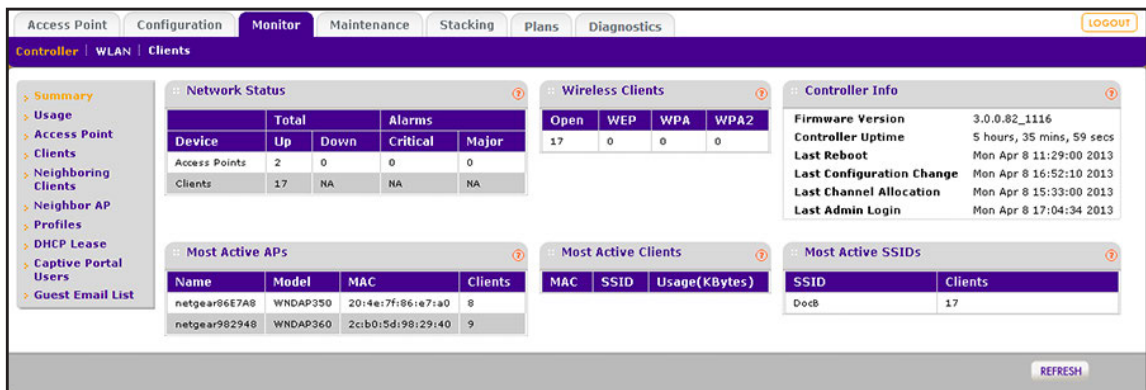 Access Point Configuration Monitor Maintenance Stacking Plans Diagnostics LOGOUT
Controller | WLAN | Clients
Summary
Usage
Access Point
Clients
Neighboring
Clients
Neighbor AP
Profiles
DHCP Lease
Captive Portal
Users
Guest Email List
Network Status ?
Total Alarms
Device Up Down Critical Major
Access Points 2 0 0 0
Clients 17 NA NA NA
Wireless Clients ?
Open WEP WPA WPA2
17 0 0 0
Controller Info ?
Firmware Version 3.0.0.82_1116
Controller Uptime 5 hours, 35 mins, 59 secs
Last Reboot Mon Apr 8 11:29:00 2013
Last Configuration Change Mon Apr 8 16:52:10 2013
Last Channel Allocation Mon Apr 8 15:33:00 2013
Last Admin Login Mon Apr 8 17:04:34 2013
Most Active APs ?
Name Model MAC Clients
netgear86E7A8 WNDAP350 20:4e:7f:86:e7:a0 8
netgear982948 WNDAP360 2c:b0:5d:98:29:40 9
Most Active Clients ?
MAC SSID Usage(KBytes)
Most Active SSIDs ?
SSID Clients
DocB 17
REFRESH